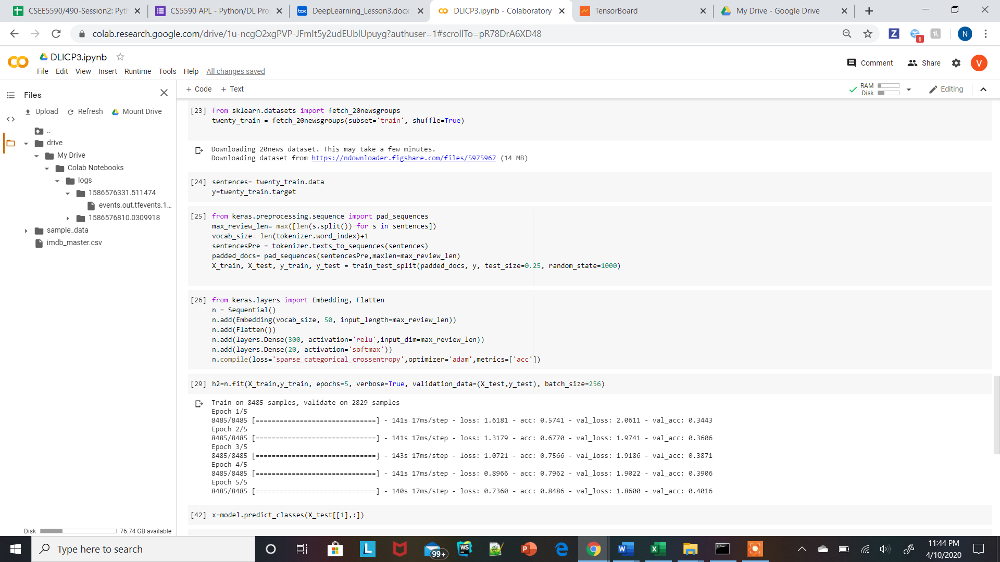 CSEE5590/490-Session2: Pyth
CS5590 APL - Python/DL Pro
box DeepLearning_Lesson3.docx
DLICP3.ipynb - Colaboratory
TensorBoard
My Drive - Google Drive
colab.research.google.com/drive/1u-ncgO2xgPVP-JFmIt5y2udEUblUpuyg?authuser=1#scrollTo=pR78DrA6XD48
Z
1
h
N
DLICP3.ipynb
File Edit View Insert Runtime Tools Help All changes saved
Comment Share V
Files
+ Code + Text
RAM
Disk
Editing
Upload Refresh Mount Drive
..
drive
My Drive
Colab Notebooks
logs
1586576331.511474
events.out.tfevents.1...
1586576810.0309918
sample_data
imdb_master.csv
Disk 76.74 GB available
[23] from sklearn.datasets import fetch_20newsgroups
twenty_train = fetch_20newsgroups(subset='train', shuffle=True)
Downloading 20news dataset. This may take a few minutes.
Downloading dataset from https://ndownloader.figshare.com/files/5975967 (14 MB)
[24] sentences= twenty_train.data
y=twenty_train.target
[25] from keras.preprocessing.sequence import pad_sequences
max_review_len= max([len(s.split()) for s in sentences])
vocab_size= len(tokenizer.word_index)+1
sentencesPre = tokenizer.texts_to_sequences(sentences)
padded_docs= pad_sequences(sentencesPre,maxlen=max_review_len)
X_train, X_test, y_train, y_test = train_test_split(padded_docs, y, test_size=0.25, random_state=1000)
[26] from keras.layers import Embedding, Flatten
n = Sequential()
n.add(Embedding(vocab_size, 50, input_length=max_review_len))
n.add(Flatten())
n.add(layers.Dense(300, activation='relu',input_dim=max_review_len))
n.add(layers.Dense(20, activation='softmax'))
n.compile(loss='sparse_categorical_crossentropy',optimizer='adam',metrics=['acc'])
[29] h2=n.fit(X_train,y_train, epochs=5, verbose=True, validation_data=(X_test,y_test), batch_size=256)
Train on 8485 samples, validate on 2829 samples
Epoch 1/5
8485/8485 [==============================] - 141s 17ms/step - loss: 1.6181 - acc: 0.5741 - val_loss: 2.0611 - val_acc: 0.3443
Epoch 2/5
8485/8485 [==============================] - 141s 17ms/step - loss: 1.3179 - acc: 0.6770 - val_loss: 1.9741 - val_acc: 0.3606
Epoch 3/5
8485/8485 [==============================] - 143s 17ms/step - loss: 1.0721 - acc: 0.7566 - val_loss: 1.9186 - val_acc: 0.3871
Epoch 4/5
8485/8485 [==============================] - 141s 17ms/step - loss: 0.8966 - acc: 0.7962 - val_loss: 1.9022 - val_acc: 0.3906
Epoch 5/5
8485/8485 [==============================] - 140s 17ms/step - loss: 0.7360 - acc: 0.8486 - val_loss: 1.8600 - val_acc: 0.4016
[42] x=model.predict_classes(X_test[[1],:])
Type here to search
L
99+
WS
P
W
X
11:44 PM
4/10/2020